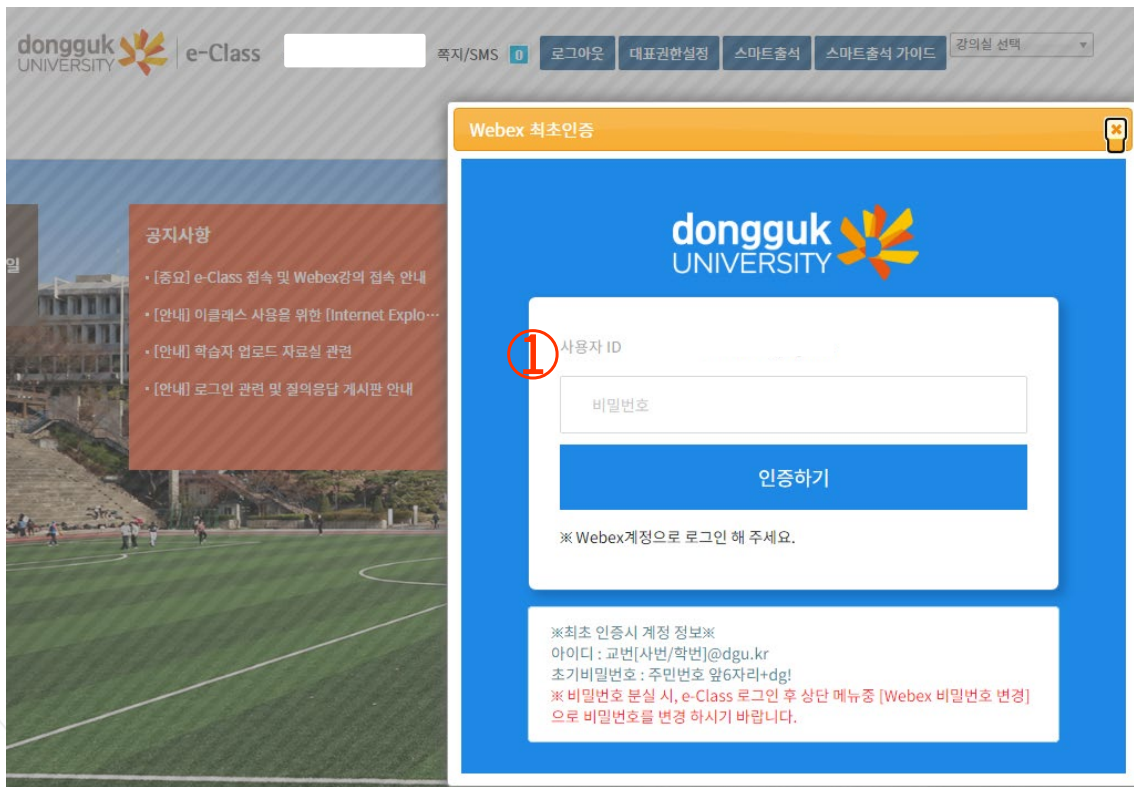 dongguk
UNIVERSITY
e-Class
쪽지/SMS 0 로그아웃 대표권한설정 스마트출석 스마트출석 가이드 강의실 선택
Webex 최초인증
일
공지사항
• [중요] e-Class 접속 및 Webex강의 접속 안내
• [안내] 이클래스 사용을 위한 [Internet Explo…
• [안내] 학습자 업로드 자료실 관련
• [안내] 로그인 관련 및 질의응답 게시판 안내
dongguk
UNIVERSITY
① 사용자 ID
비밀번호
인증하기
※ Webex계정으로 로그인 해 주세요.
※최초 인증시 계정 정보※
아이디 : 교번[사번/학번]@dgu.kr
초기비밀번호 : 주민번호 앞6자리+dg!
※ 비밀번호 분실 시, e-Class 로그인 후 상단 메뉴중 [Webex 비밀번호 변경]
으로 비밀번호를 변경 하시기 바랍니다.